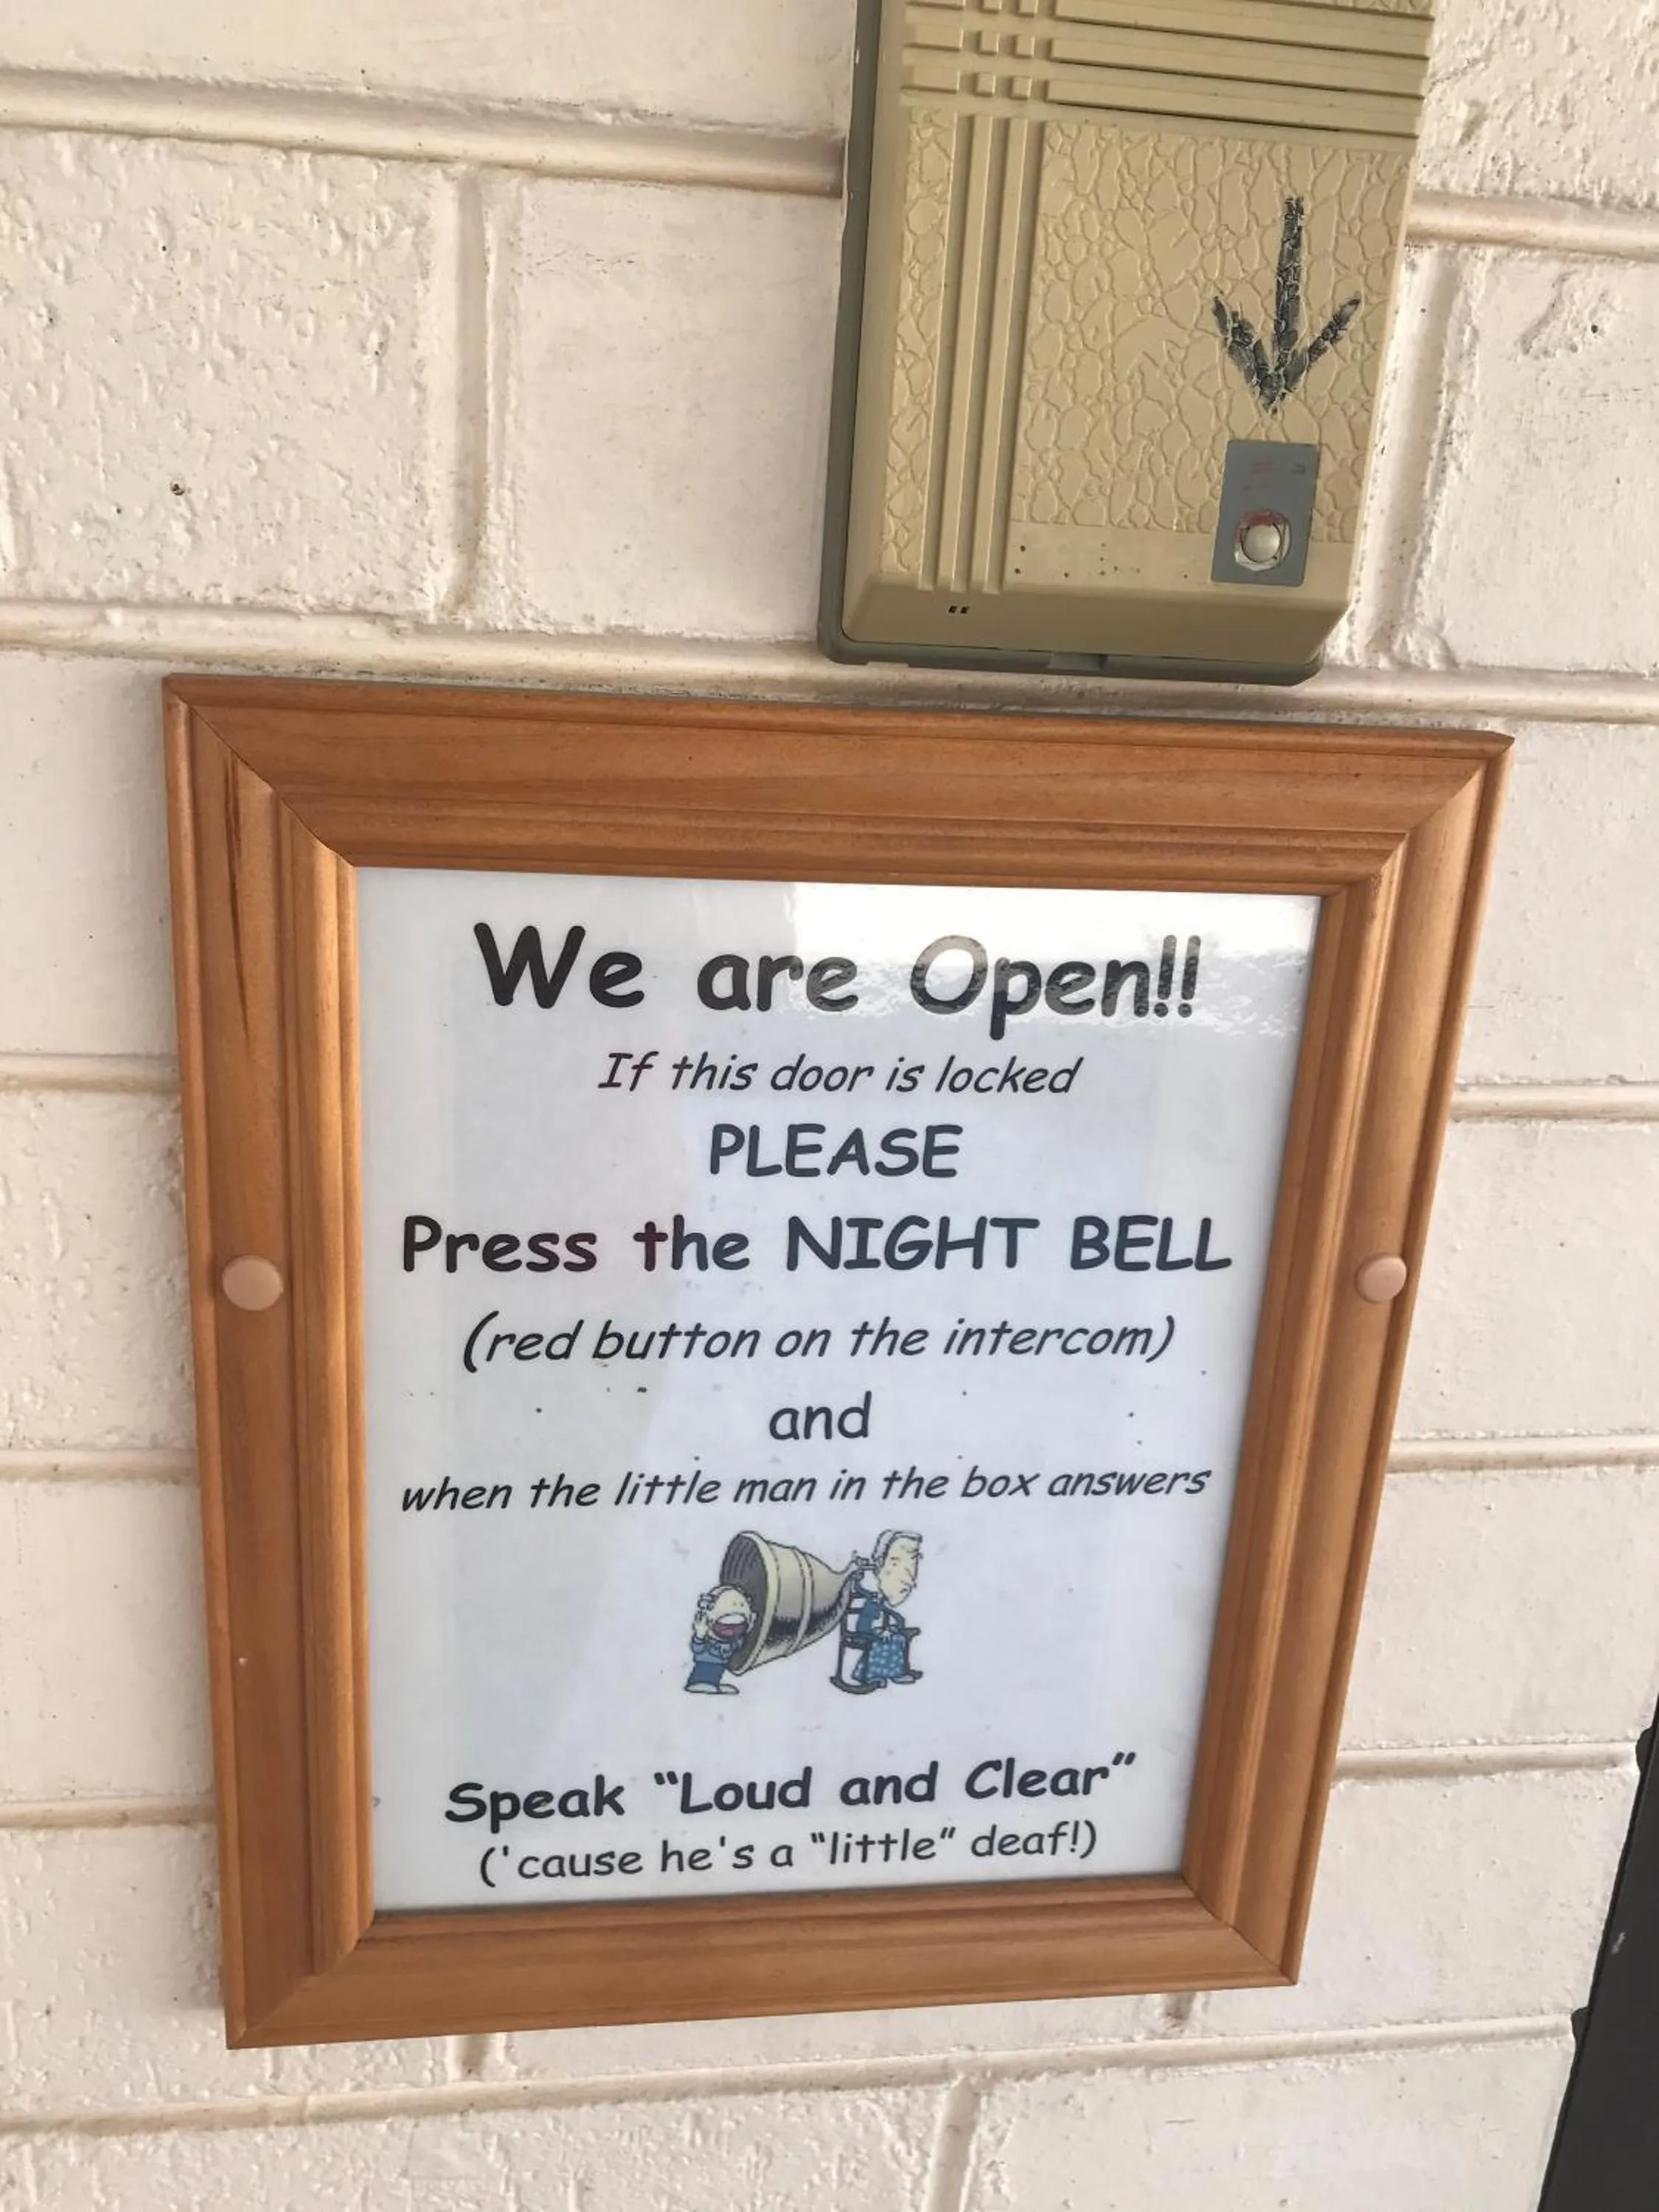 We are Open!!
If this door is locked
PLEASE
Press the NIGHT BELL
(red button on the intercom)
and
when the little man in the box answers
Speak “Loud and Clear”
('cause he's a “little” deaf!)